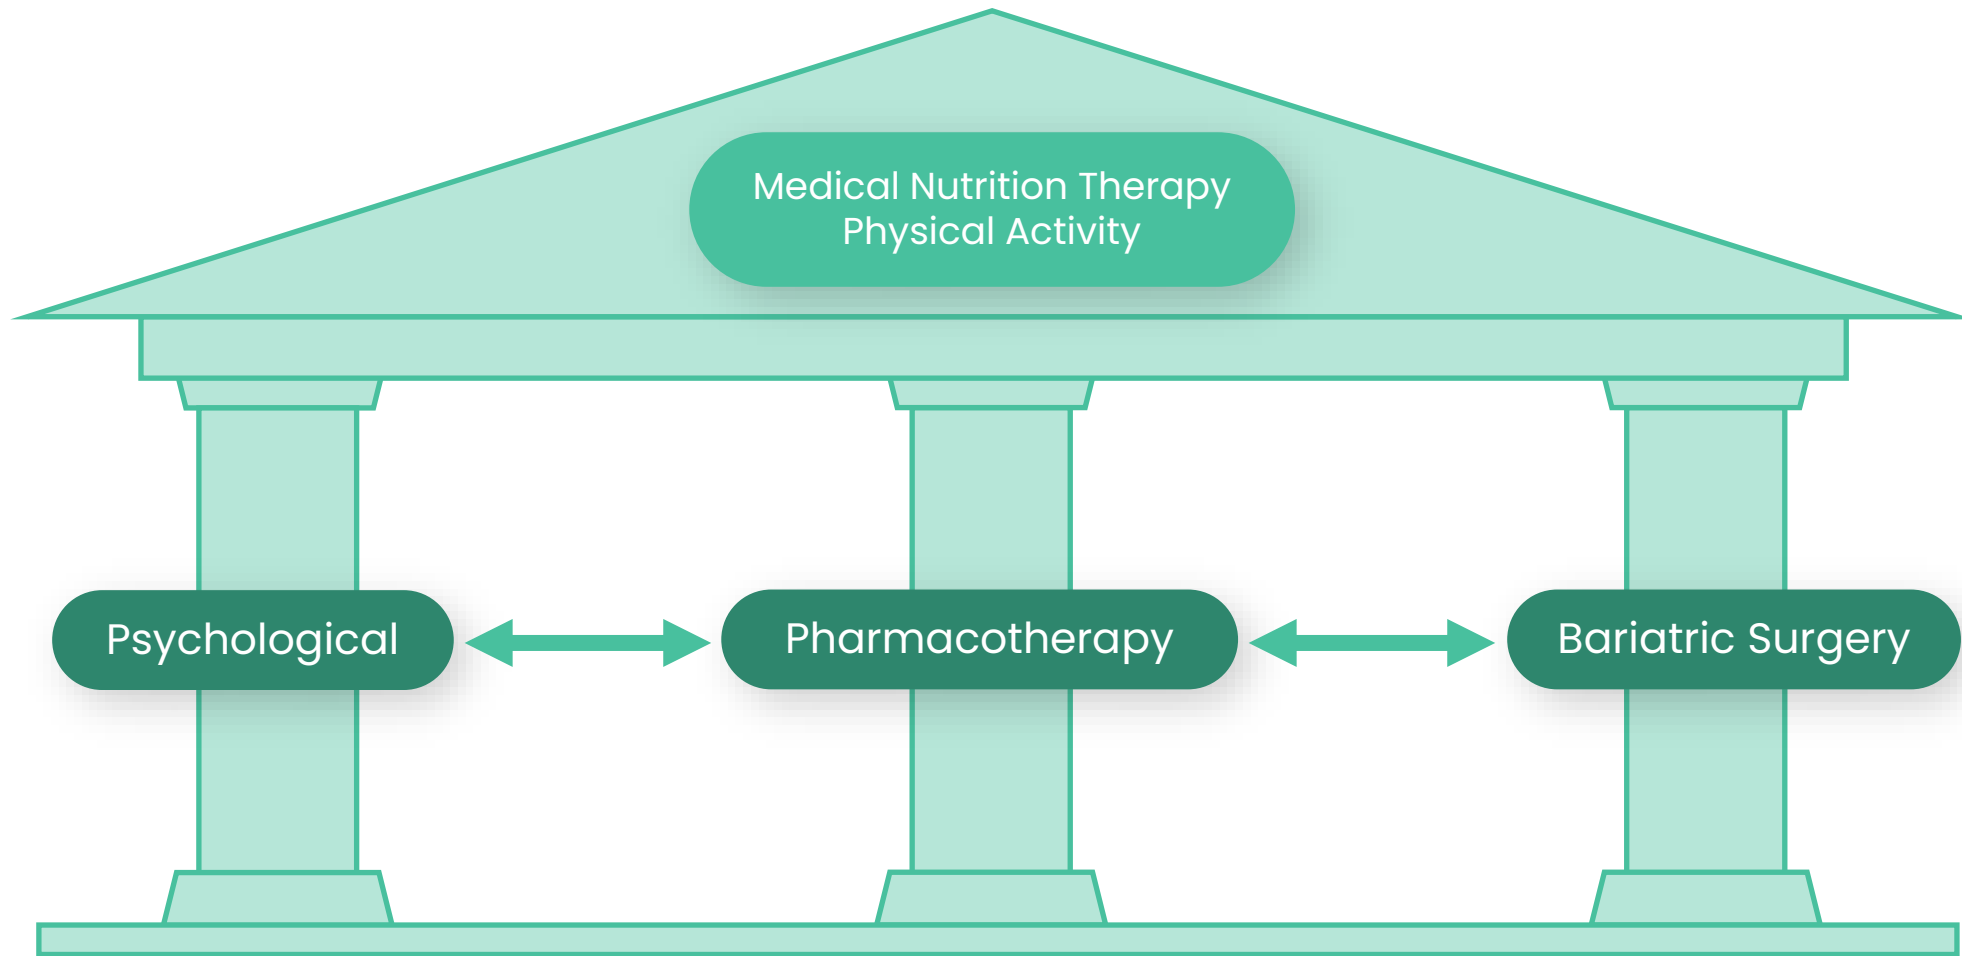 Medical Nutrition Therapy
Physical Activity
Psychological
Pharmacotherapy
Bariatric Surgery